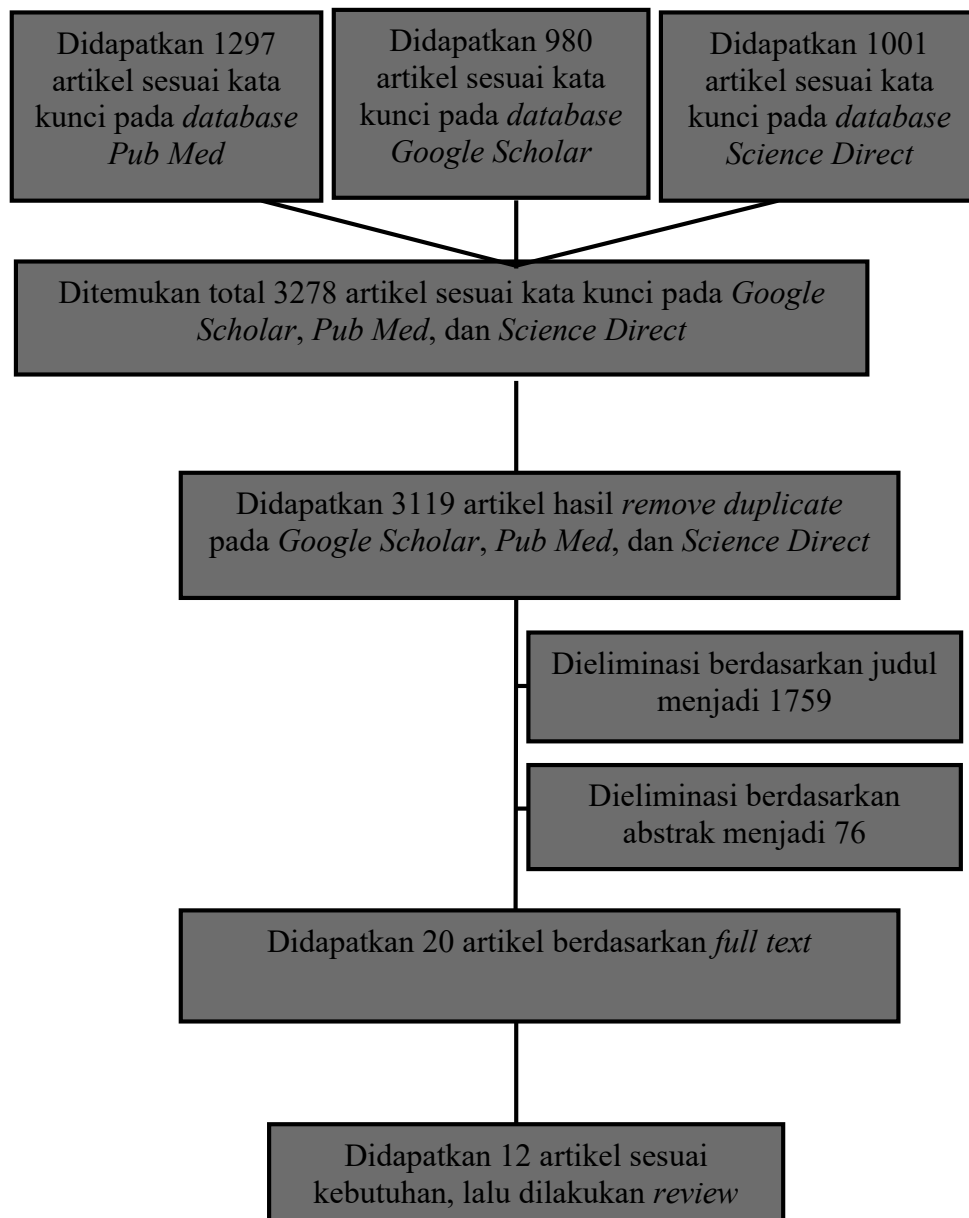 Didapatkan 1297
artikel sesuai kata
kunci pada database
Pub Med
Didapatkan 980
artikel sesuai kata
kunci pada database
Google Scholar
Didapatkan 1001
artikel sesuai kata
kunci pada database
Science Direct
Ditemukan total 3278 artikel sesuai kata kunci pada Google
Scholar, Pub Med, dan Science Direct
Didapatkan 3119 artikel hasil remove duplicate
pada Google Scholar, Pub Med, dan Science Direct
Dieliminasi berdasarkan judul
menjadi 1759
Dieliminasi berdasarkan
abstrak menjadi 76
Didapatkan 20 artikel berdasarkan full text
Didapatkan 12 artikel sesuai
kebutuhan, lalu dilakukan review